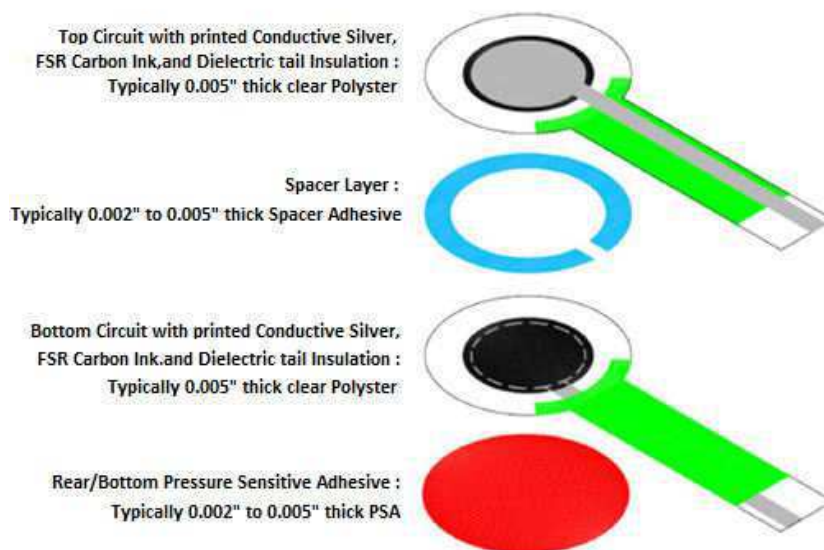 Top Circuit with printed Conductive Silver,
FSR Carbon Ink,and Dielectric tail Insulation :
Typically 0.005" thick clear Polyster
Spacer Layer :
Typically 0.002" to 0.005" thick Spacer Adhesive
Bottom Circuit with printed Conductive Silver,
FSR Carbon Ink.and Dielectric tail Insulation :
Typically 0.005" thick clear Polyster
Rear/Bottom Pressure Sensitive Adhesive :
Typically 0.002" to 0.005" thick PSA